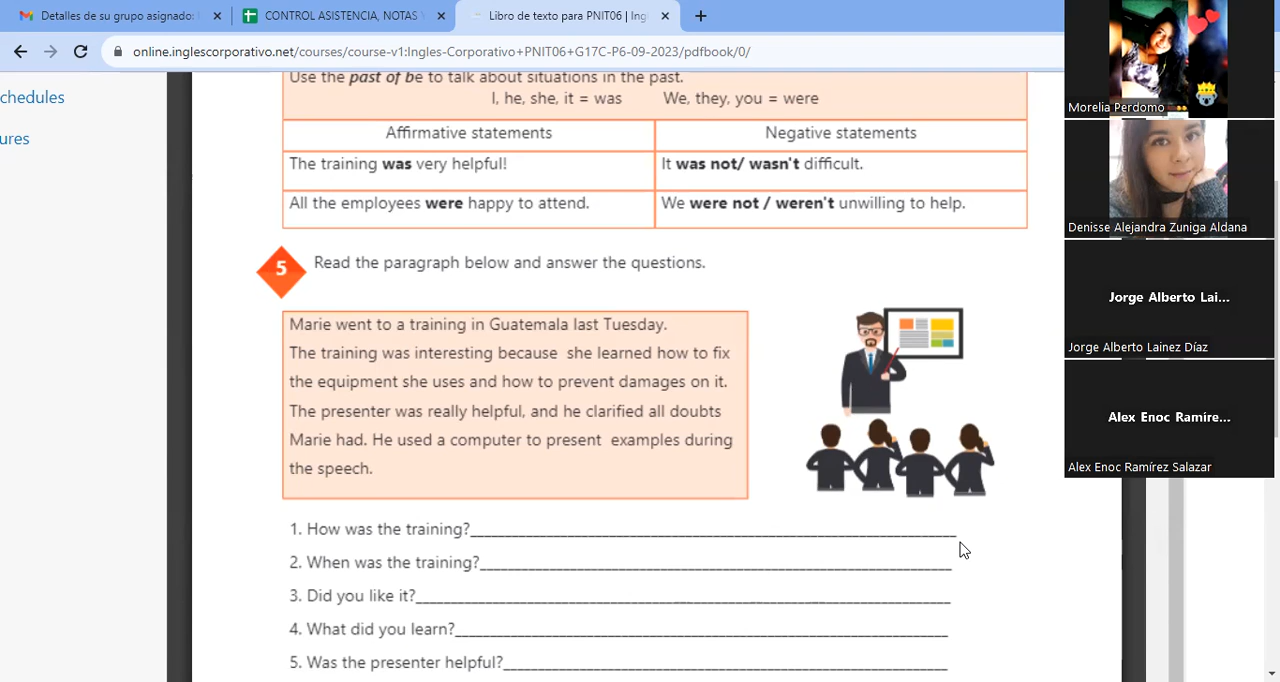 Detalles de su grupo asignado:
CONTROL ASISTENCIA, NOTAS Y
Libro de texto para PNIT06 | Ing
online.inglescorporativo.net/courses/course-v1:Ingles-Corporativo+PNIT06+G17C-P6-09-2023/pdfbook/0/
chedules
ures
Use the past of be to talk about situations in the past.
I, he, she, it = was We, they, you = were
Affirmative statements Negative statements
The training was very helpful! It was not/ wasn't difficult.
All the employees were happy to attend. We were not / weren't unwilling to help.
5 Read the paragraph below and answer the questions.
Marie went to a training in Guatemala last Tuesday.
The training was interesting because she learned how to fix
the equipment she uses and how to prevent damages on it.
The presenter was really helpful, and he clarified all doubts
Marie had. He used a computer to present examples during
the speech.
1. How was the training?
2. When was the training?
3. Did you like it?
4. What did you learn?
5. Was the presenter helpful?
Morelia Perdomo
Denisse Alejandra Zuniga Aldana
Jorge Alberto Lai...
Jorge Alberto Lainez Díaz
Alex Enoc Ramíre...
Alex Enoc Ramírez Salazar